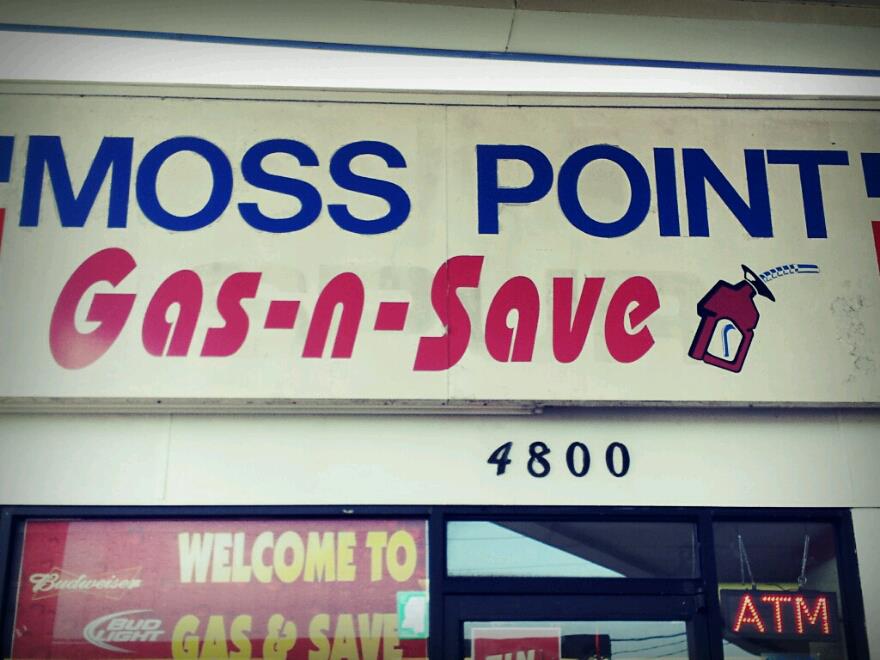 MOSS POINT
Gas-n-Save
4800
WELCOME TO
Budweiser
BUD
LIGHT
GAS & SAVE
ATM